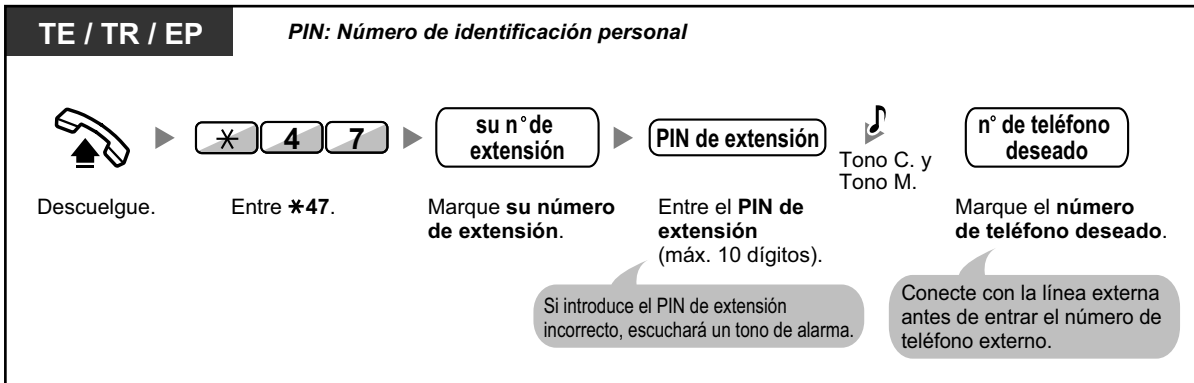 TE / TR / EP
PIN: Número de identificación personal
✳ 4 7
su n° de
extensión
PIN de extensión
Tono C. y
Tono M.
n° de teléfono
deseado
Descuelgue.
Entre ✳47.
Marque su número
de extensión.
Entre el PIN de
extensión
(máx. 10 dígitos).
Marque el número
de teléfono deseado.
Si introduce el PIN de extensión
incorrecto, escuchará un tono de alarma.
Conecte con la línea externa
antes de entrar el número de
teléfono externo.